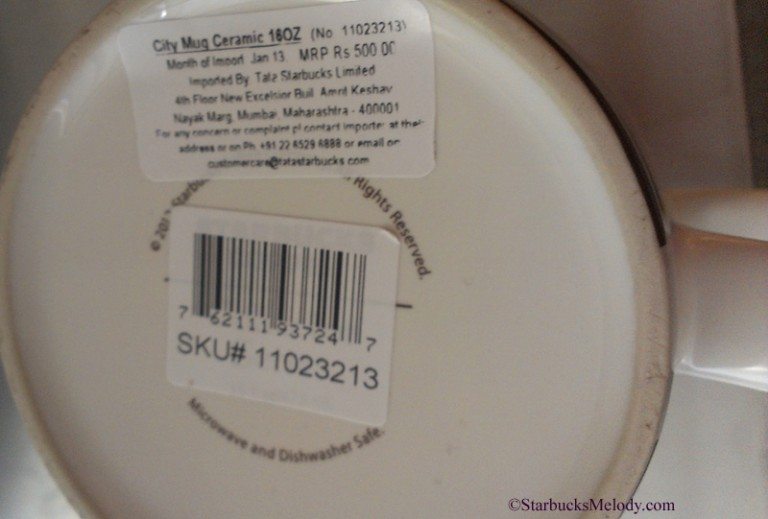 City Mug Ceramic 16OZ (No 11023213)
Month of Import Jan 13 MRP Rs 500.00
Imported By Tata Starbucks Limited
4th Floor New Excelsior Buil Amrit Keshav
Nayak Marg, Mumbai Maharashtra - 400001
For any concern or complaint pl contact importer at their
address or on Ph +91 22 6529 6888 or email on
customercare@tatastarbucks.com
Rights Reserved.
7 62111 93724 7
SKU# 11023213
Microwave and Dishwasher Safe.
©StarbucksMelody.com